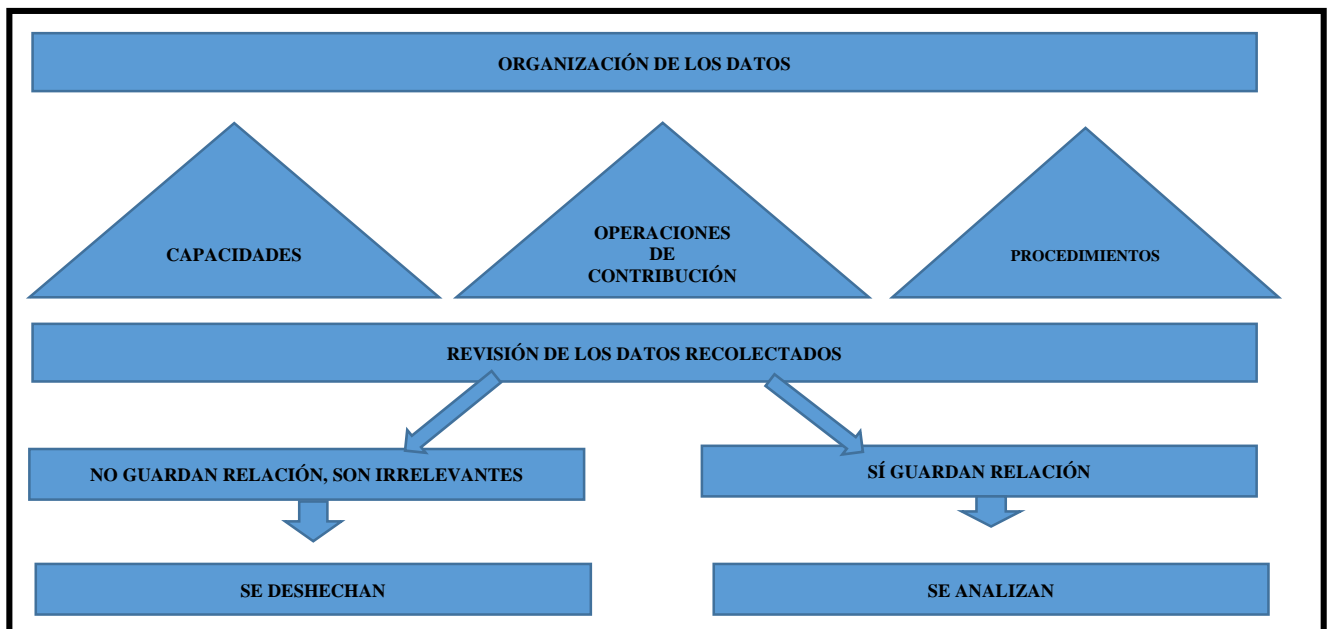 ORGANIZACIÓN DE LOS DATOS
CAPACIDADES
OPERACIONES
DE
CONTRIBUCIÓN
PROCEDIMIENTOS
REVISIÓN DE LOS DATOS RECOLECTADOS
NO GUARDAN RELACIÓN, SON IRRELEVANTES
SÍ GUARDAN RELACIÓN
SE DESHECHAN
SE ANALIZAN